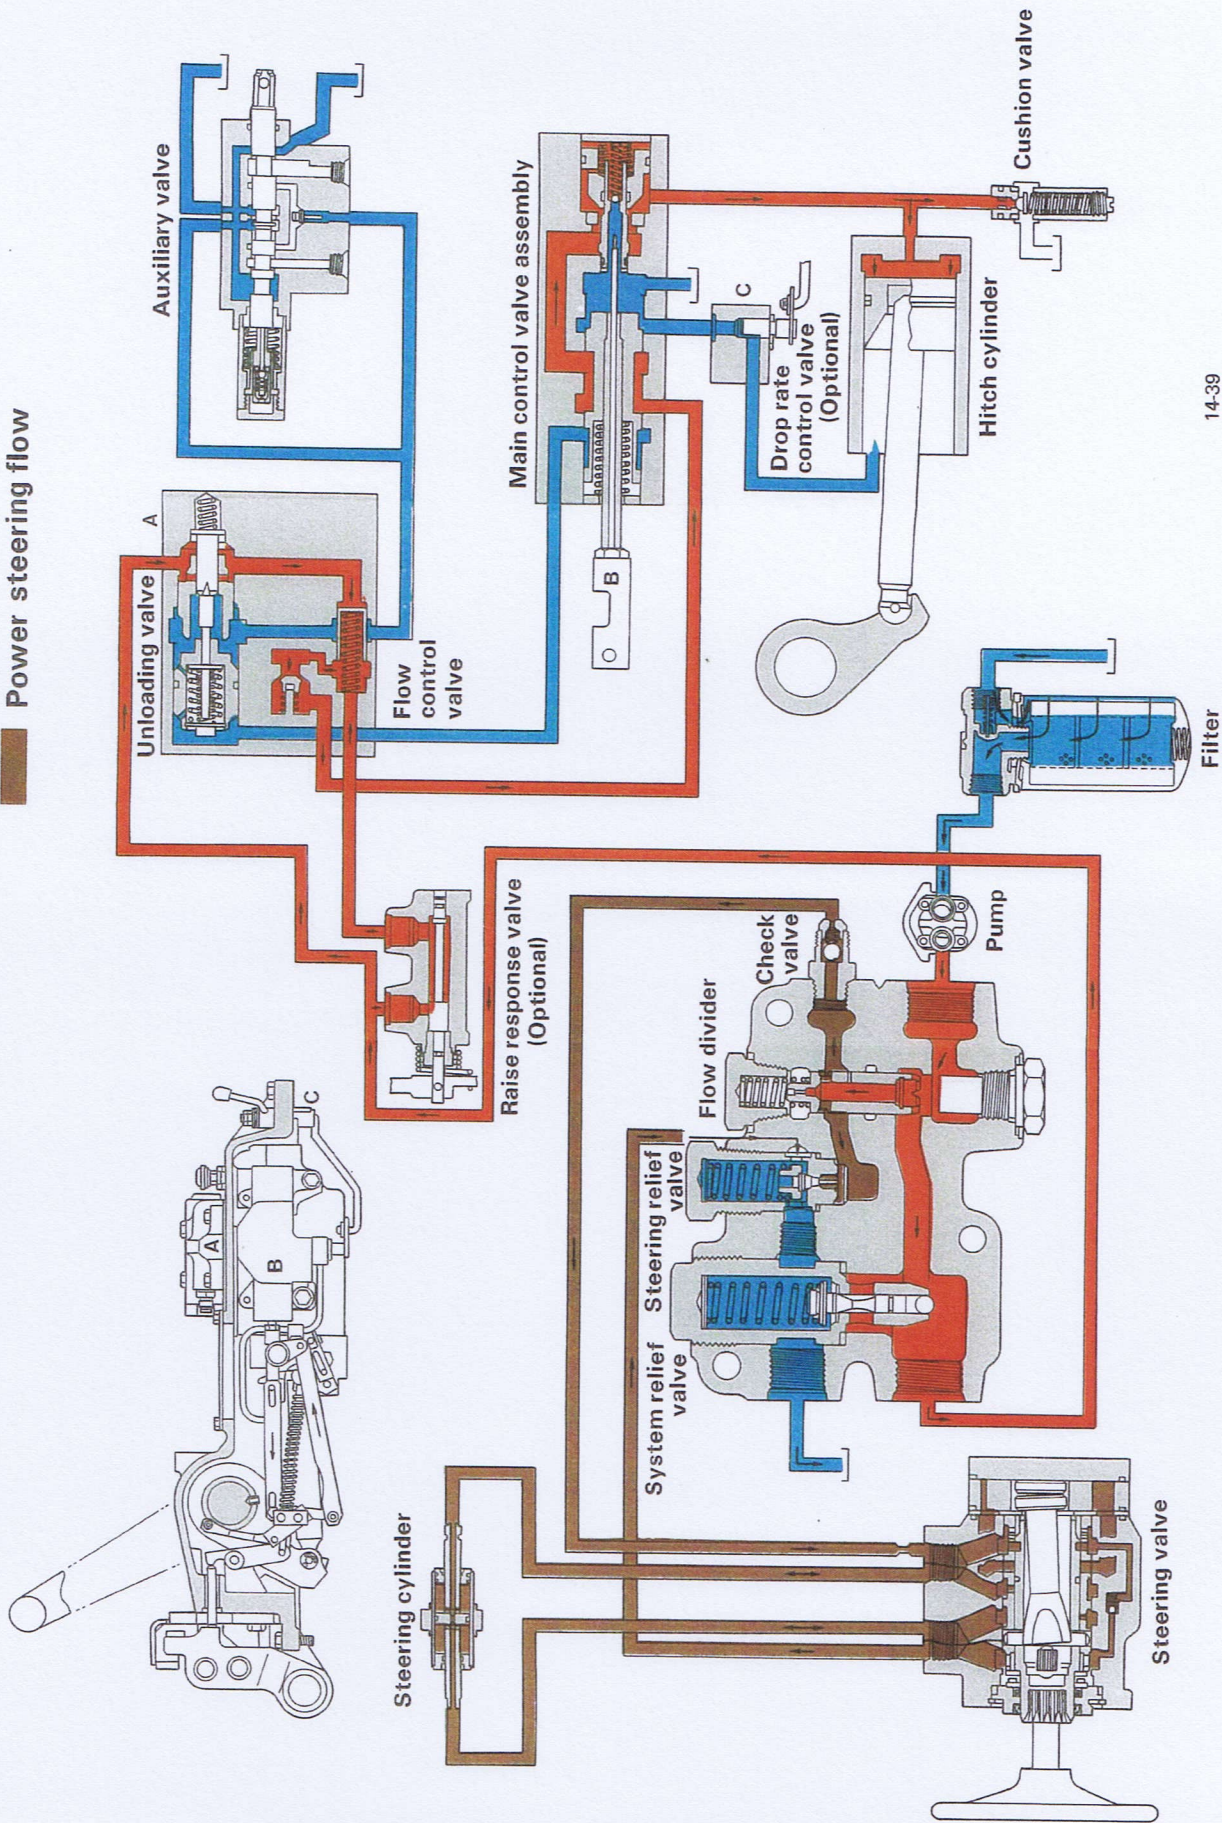 Power steering flow
Auxiliary valve
Unloading valve
A
Flow
control
valve
Main control valve assembly
B
C
Drop rate
control valve
(Optional)
Hitch cylinder
Cushion valve
14-39
Raise response valve
(Optional)
Filter
Pump
Check
valve
Flow divider
Steering relief
valve
System relief
valve
A
B
C
Steering cylinder
Steering valve